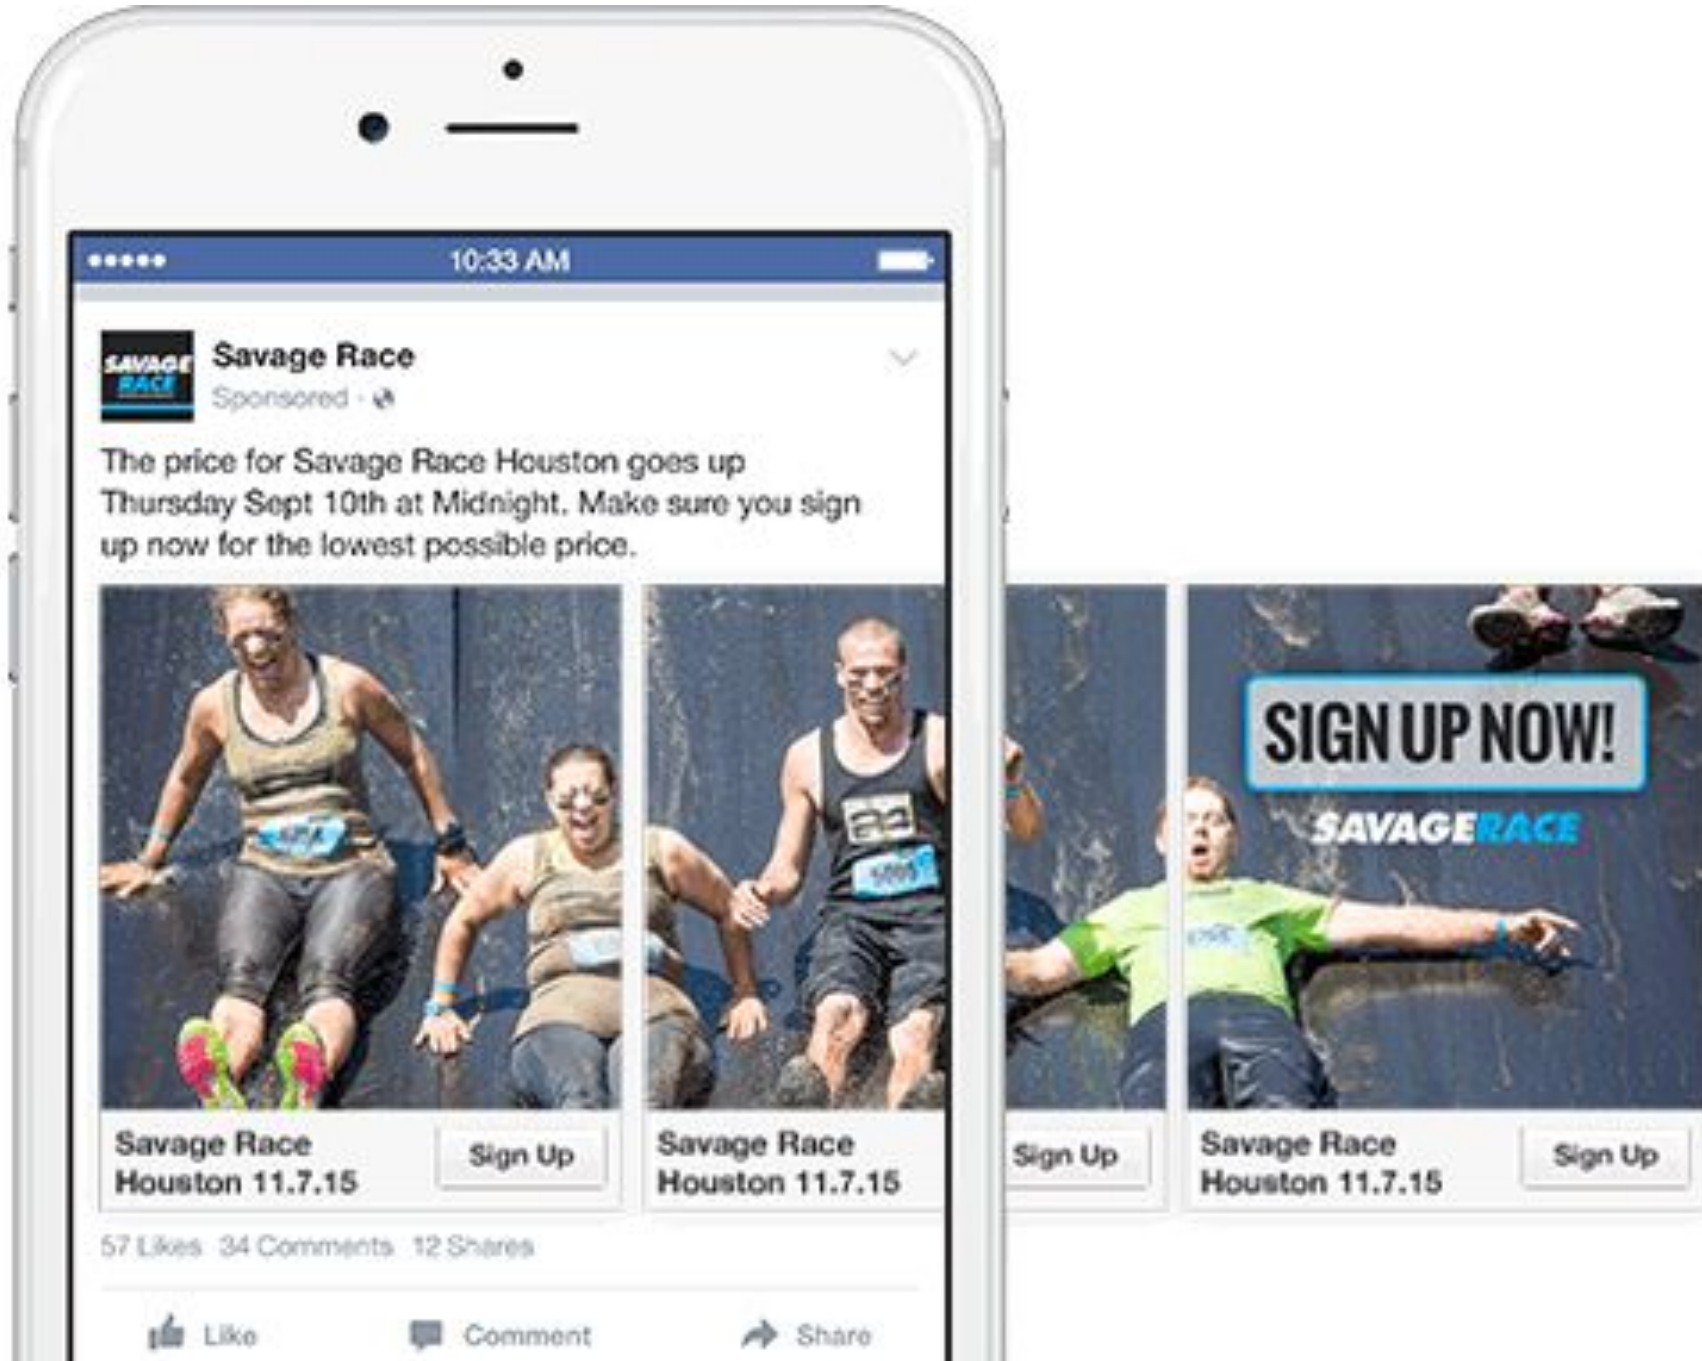 10:33 AM
SAVAGE
RACE
Savage Race
Sponsored
The price for Savage Race Houston goes up
Thursday Sept 10th at Midnight. Make sure you sign
up now for the lowest possible price.
SIGN UP NOW!
SAVAGERACE
Savage Race
Houston 11.7.15
Sign Up
Savage Race
Houston 11.7.15
Sign Up
Savage Race
Houston 11.7.15
Sign Up
57 Likes 34 Comments 12 Shares
Like Comment Share